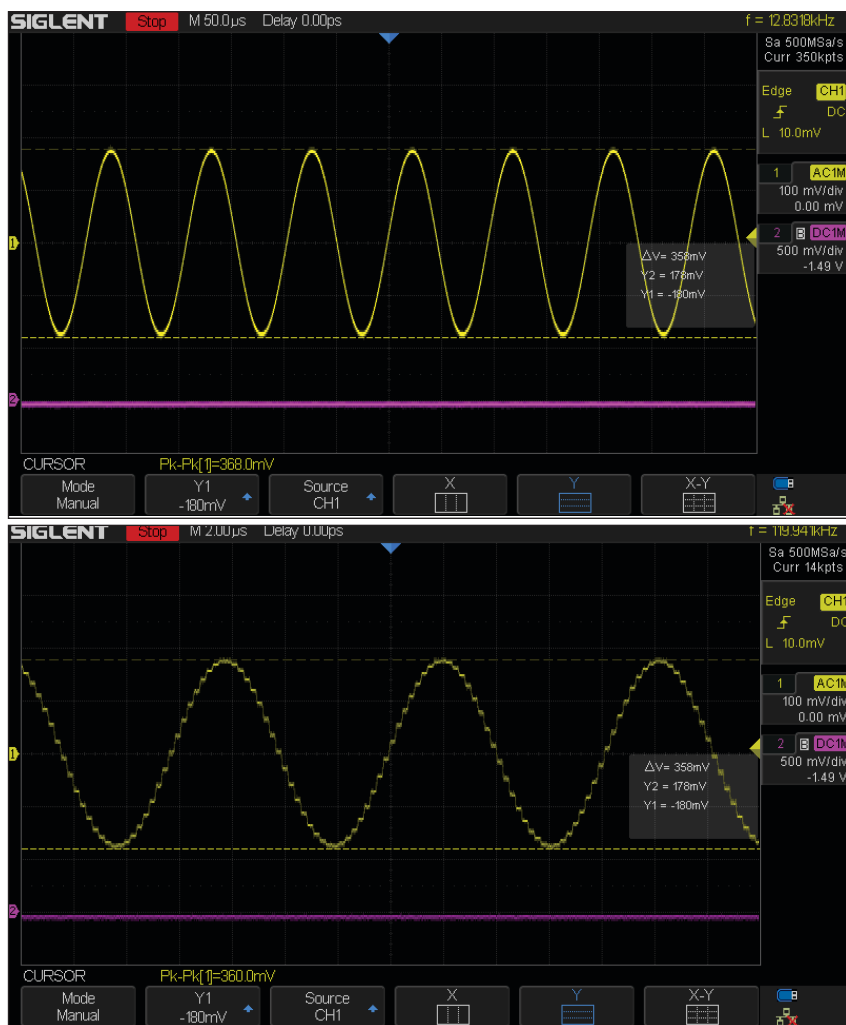 SIGLENT Stop M 50.0μs Delay 0.00ps f = 12.8318kHz
Sa 500MSa/s
Curr 350kpts
Edge CH1
DC
L 10.0mV
1 AC1M
100 mV/div
0.00 mV
2 B DC1M
500 mV/div
-1.49 V
1
△V= 358mV
Y2 = 178mV
Y1 = -180mV
2
CURSOR Pk-Pk[1]=368.0mV
Mode Y1 Source X Y X-Y
Manual -180mV CH1
SIGLENT Stop M 2.00μs Delay 0.00ps f = 119.941kHz
Sa 500MSa/s
Curr 14kpts
Edge CH1
DC
L 10.0mV
1 AC1M
100 mV/div
0.00 mV
2 B DC1M
500 mV/div
-1.49 V
1
△V= 358mV
Y2 = 178mV
Y1 = -180mV
2
CURSOR Pk-Pk[1]=360.0mV
Mode Y1 Source X Y X-Y
Manual -180mV CH1